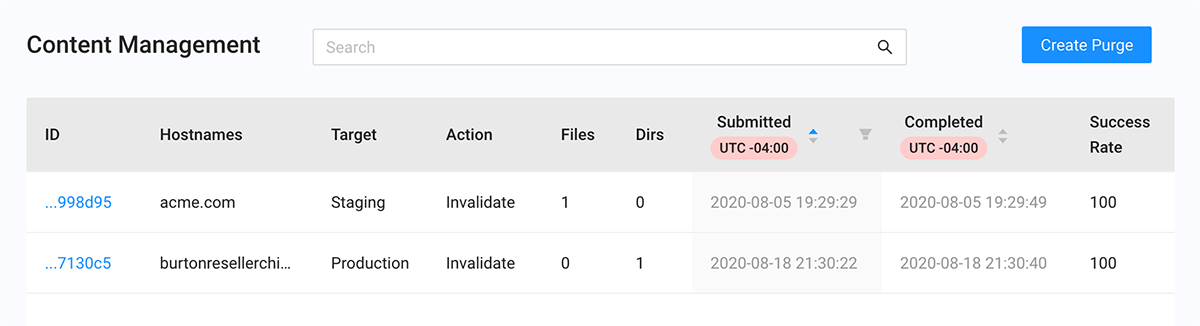 Content Management Search Create Purge
ID Hostnames Target Action Files Dirs Submitted UTC -04:00 Completed UTC -04:00 Success Rate
...998d95 acme.com Staging Invalidate 1 0 2020-08-05 19:29:29 2020-08-05 19:29:49 100
...7130c5 burtonresellerchi... Production Invalidate 0 1 2020-08-18 21:30:22 2020-08-18 21:30:40 100